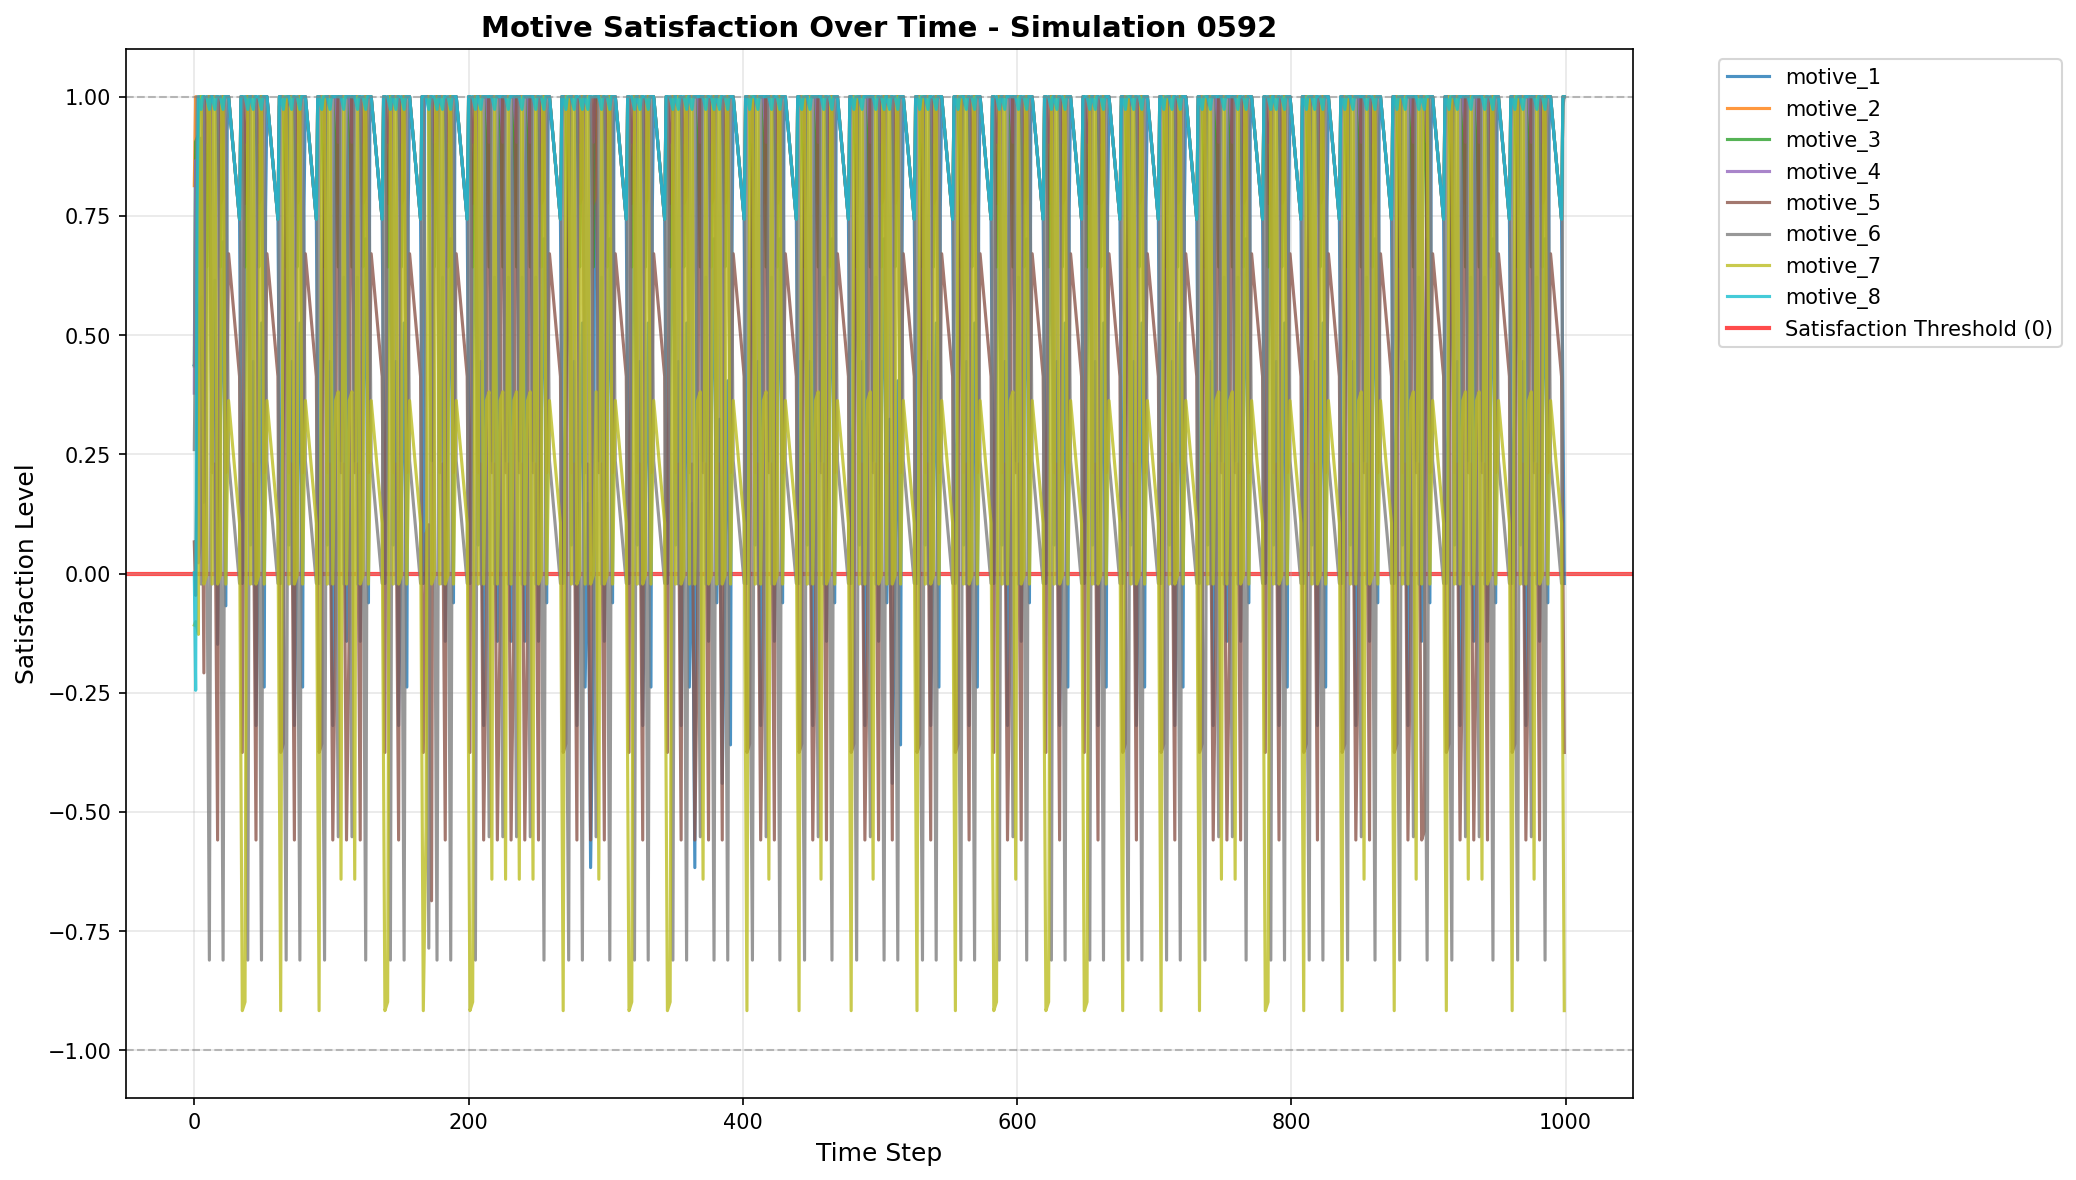 Motive Satisfaction Over Time - Simulation 0592
1.00
0.75
0.50
0.25
0.00
−0.25
−0.50
−0.75
−1.00
Satisfaction Level
0
200
400
600
800
1000
Time Step
motive_1
motive_2
motive_3
motive_4
motive_5
motive_6
motive_7
motive_8
Satisfaction Threshold (0)